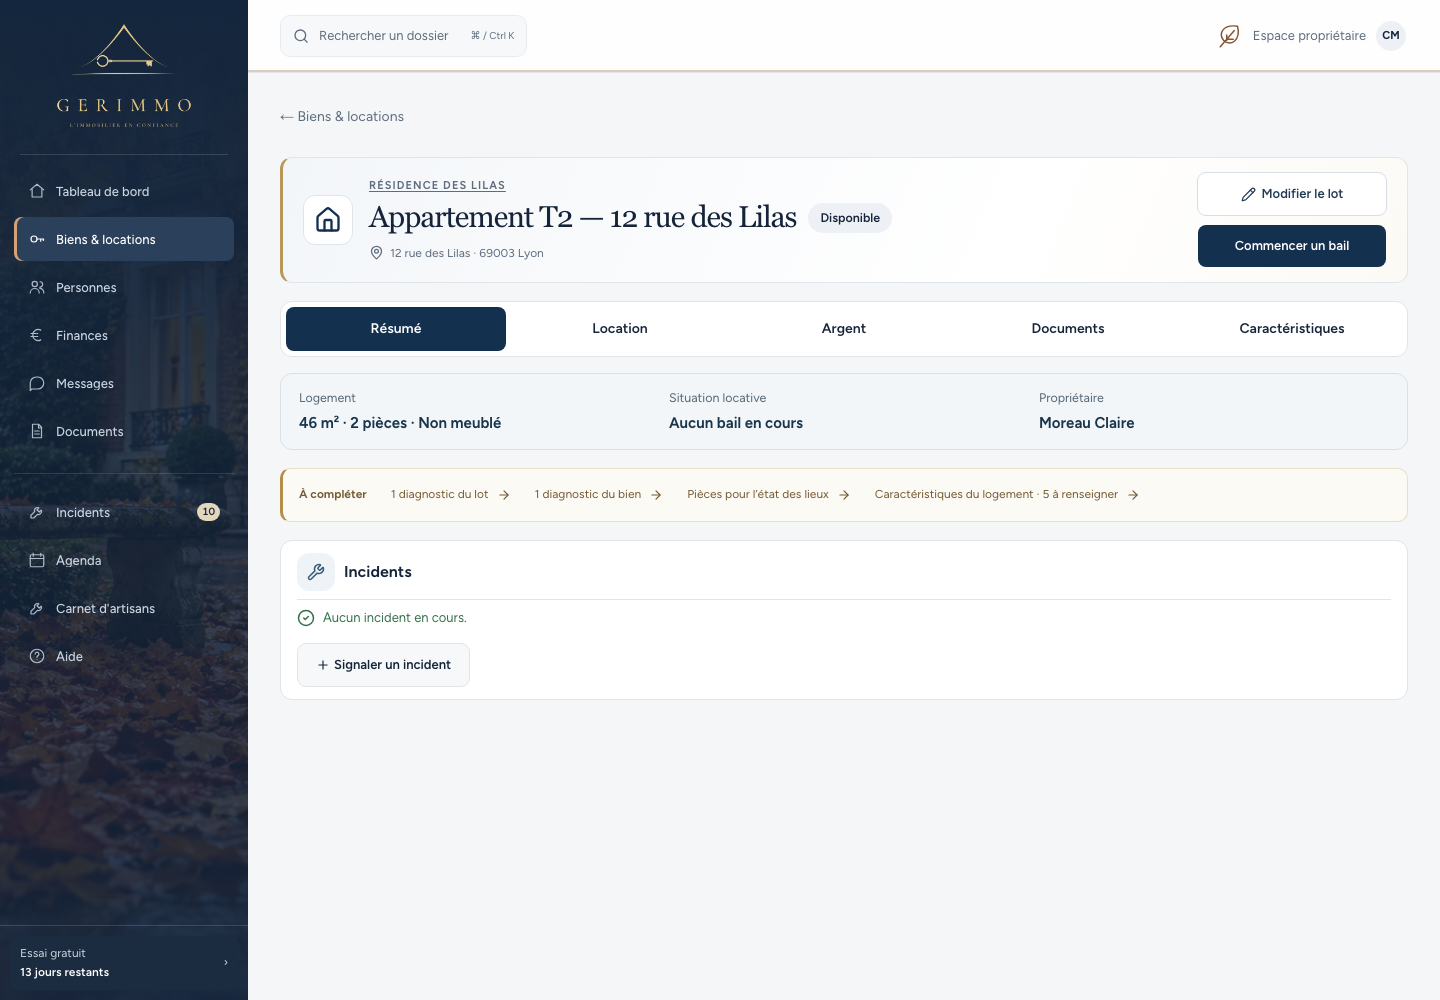 GERIMMO
L'IMMOBILIER EN CONFIANCE
Tableau de bord
Biens & locations
Personnes
Finances
Messages
Documents
Incidents
10
Agenda
Carnet d'artisans
Aide
Essai gratuit
13 jours restants
Rechercher un dossier
⌘ / Ctrl K
Espace propriétaire
CM
← Biens & locations
RÉSIDENCE DES LILAS
Appartement T2 — 12 rue des Lilas
Disponible
12 rue des Lilas · 69003 Lyon
Modifier le lot
Commencer un bail
Résumé
Location
Argent
Documents
Caractéristiques
Logement
46 m² · 2 pièces · Non meublé
Situation locative
Aucun bail en cours
Propriétaire
Moreau Claire
À compléter
1 diagnostic du lot →
1 diagnostic du bien →
Pièces pour l'état des lieux →
Caractéristiques du logement · 5 à renseigner →
Incidents
Aucun incident en cours.
+ Signaler un incident